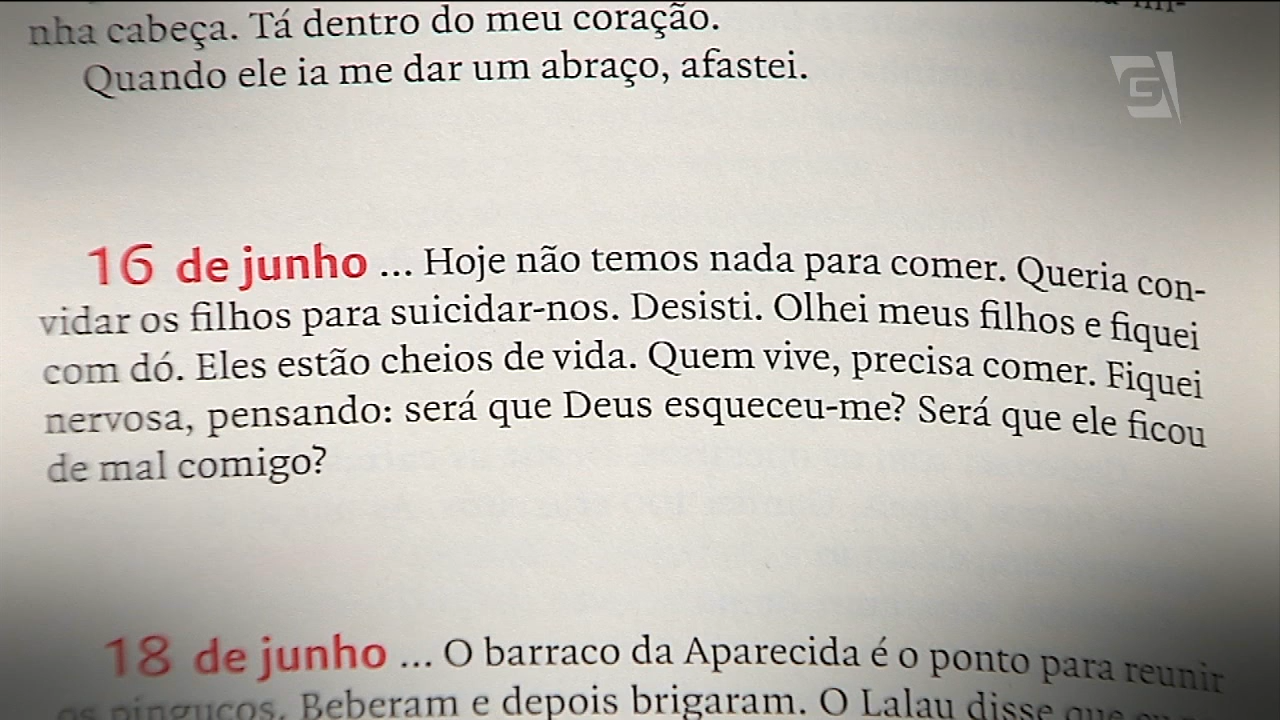 nha cabeça. Tá dentro do meu coração.
Quando ele ia me dar um abraço, afastei.
16 de junho ... Hoje não temos nada para comer. Queria con-
vidar os filhos para suicidar-nos. Desisti. Olhei meus filhos e fiquei
com dó. Eles estão cheios de vida. Quem vive, precisa comer. Fiquei
nervosa, pensando: será que Deus esqueceu-me? Será que ele ficou
de mal comigo?
18 de junho ... O barraco da Aparecida é o ponto para reunir
os pinguços. Beberam e depois brigaram. O Lalau disse que